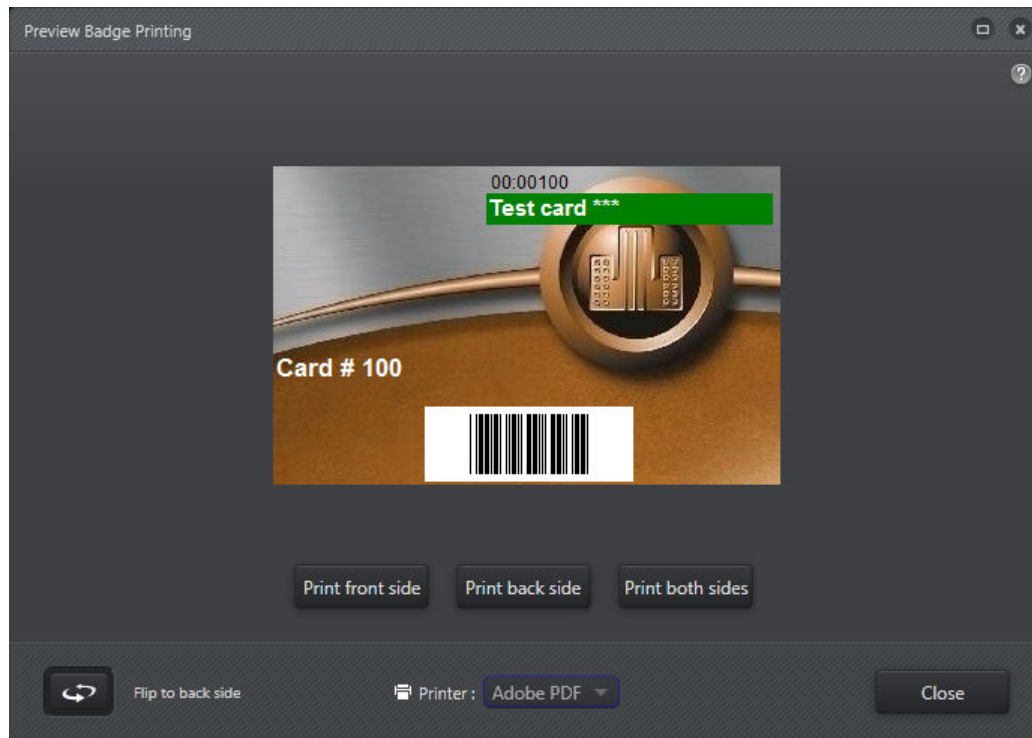 Preview Badge Printing
00:00100
Test card ***
Card # 100
Print front side
Print back side
Print both sides
Flip to back side
Printer :
Adobe PDF
Close